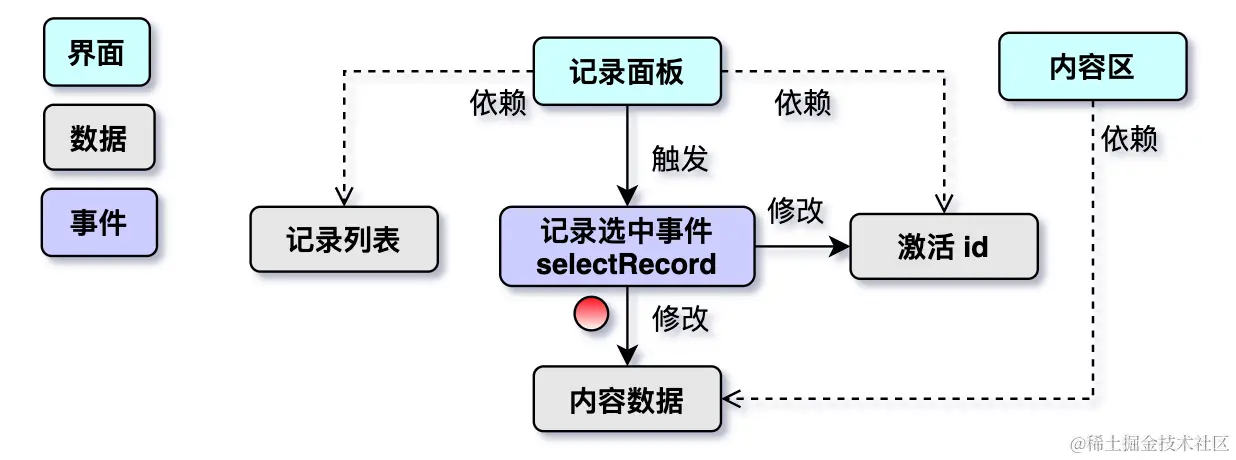 界面
数据
事件
记录面板
内容区
依赖
依赖
依赖
触发
记录列表
记录选中事件
selectRecord
修改
激活 id
修改
内容数据
@稀土掘金技术社区